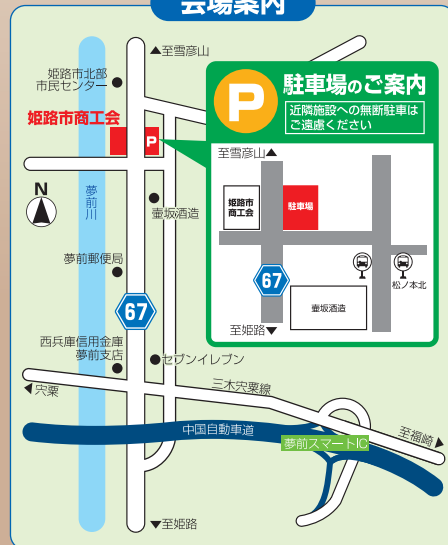 会場案内
▲至雪彦山
姫路市北部
市民センター
姫路市商工会
P
N
夢前川
壷坂酒造
夢前郵便局
67
西兵庫信用金庫
夢前支店
セブンイレブン
◀宍粟
三木宍粟線
中国自動車道
夢前スマートIC
至福崎▶
▼至姫路
P
駐車場のご案内
近隣施設への無断駐車は
ご遠慮ください
至雪彦山▲
姫路市
商工会
駐車場
67
松ノ本北
壷坂酒造
至姫路▼